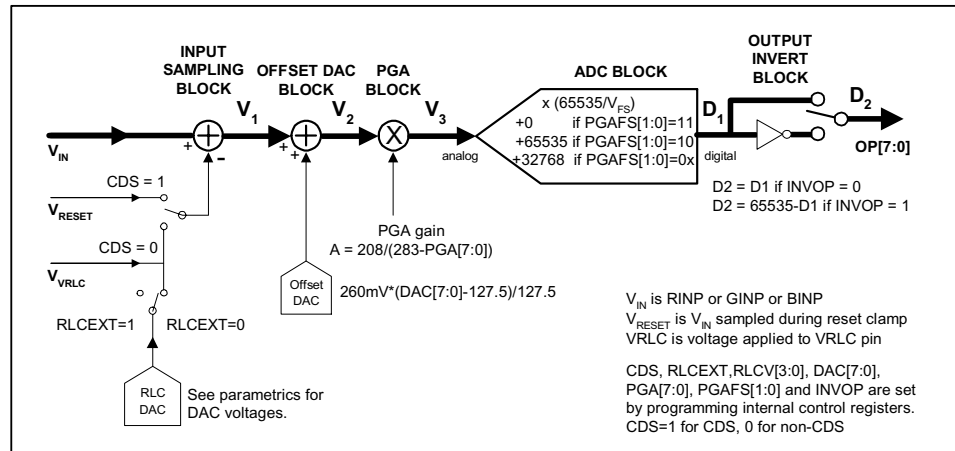 INPUT
SAMPLING
BLOCK
OFFSET DAC
BLOCK
PGA
BLOCK
ADC BLOCK
OUTPUT
INVERT
BLOCK
V1
V2
V3
x (65535/VFS)
+0 if PGAFS[1:0]=11
+65535 if PGAFS[1:0]=10
+32768 if PGAFS[1:0]=0x
D1
D2
+
+
X
VIN
+
-
+
+
analog
digital
OP[7:0]
CDS = 1
VRESET
D2 = D1 if INVOP = 0
D2 = 65535-D1 if INVOP = 1
PGA gain
A = 208/(283-PGA[7:0])
CDS = 0
VVRLC
Offset
DAC
260mV*(DAC[7:0]-127.5)/127.5
RLCEXT=1
RLCEXT=0
VIN is RINP or GINP or BINP
VRESET is VIN sampled during reset clamp
VRLC is voltage applied to VRLC pin
RLC
DAC
See parametrics for
DAC voltages.
CDS, RLCEXT,RLCV[3:0], DAC[7:0],
PGA[7:0], PGAFS[1:0] and INVOP are set
by programming internal control registers.
CDS=1 for CDS, 0 for non-CDS